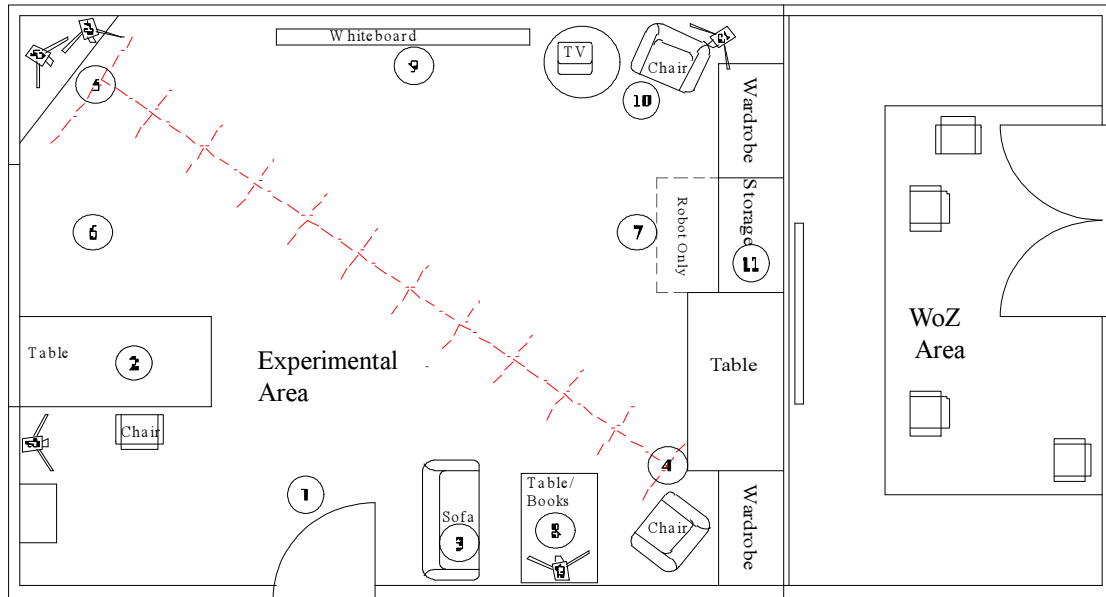 Whiteboard
TV
Chair
9
5
10
Wardrobe
Storage
6
7
Robot Only
11
WoZ
Area
Table
2
Experimental
Area
Table
Chair
4
1
Table/
Books
Sofa
3
8
Chair
Wardrobe